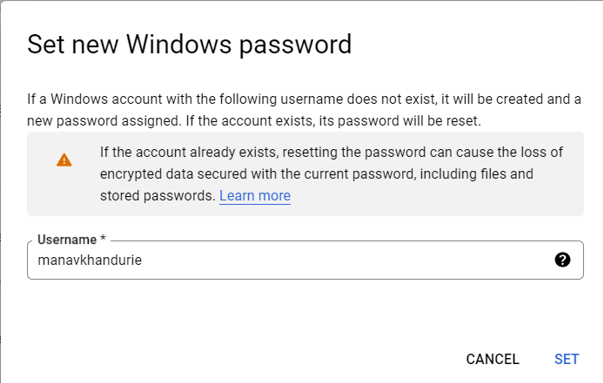 Set new Windows password
If a Windows account with the following username does not exist, it will be created and a
new password assigned. If the account exists, its password will be reset.
If the account already exists, resetting the password can cause the loss of
encrypted data secured with the current password, including files and
stored passwords. Learn more
Username *
manavkhandurie
CANCEL SET